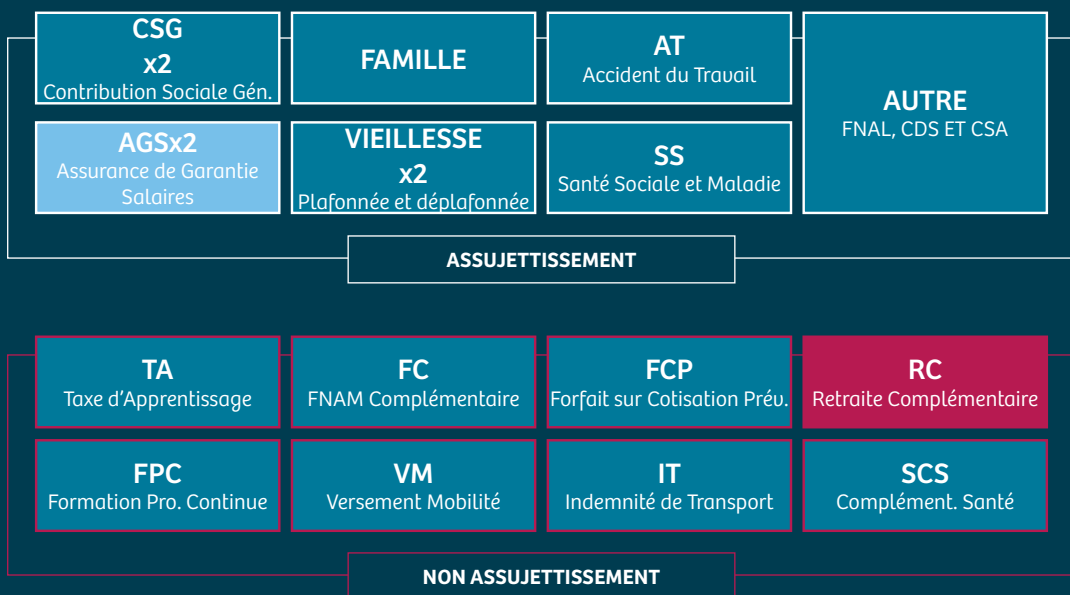 CSG
x2
Contribution Sociale Gén.
FAMILLE
AT
Accident du Travail
AUTRE
FNAL, CDS ET CSA
AGSx2
Assurance de Garantie
Salaires
VIEILLESSE
x2
Plafonnée et déplafonnée
SS
Santé Sociale et Maladie
ASSUJETTISSEMENT
TA
Taxe d'Apprentissage
FC
FNAM Complémentaire
FCP
Forfait sur Cotisation Prév.
RC
Retraite Complémentaire
FPC
Formation Pro. Continue
VM
Versement Mobilité
IT
Indemnité de Transport
SCS
Complément. Santé
NON ASSUJETTISSEMENT